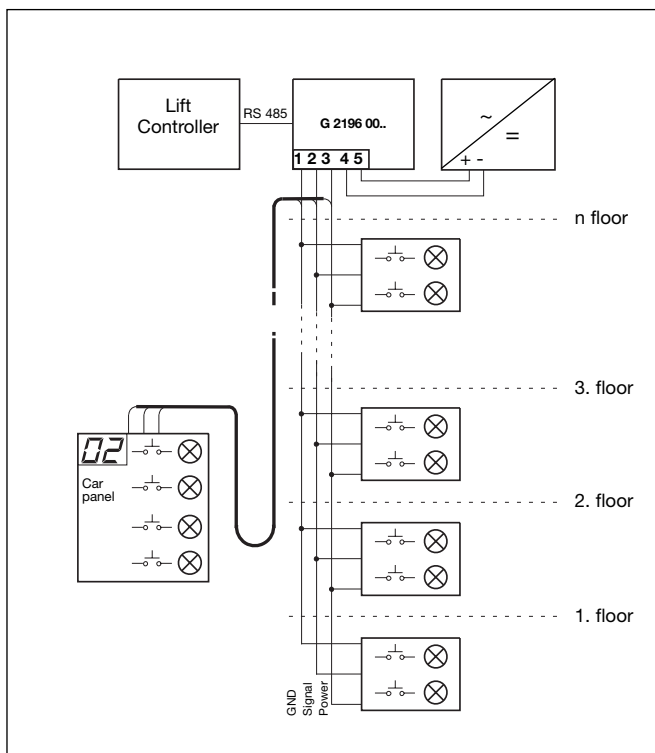 Lift
Controller
RS 485
G 2196 00..
1 2 3 4 5
~
=
+ -
n floor
3. floor
02
Car
panel
2. floor
1. floor
GND
Signal
Power